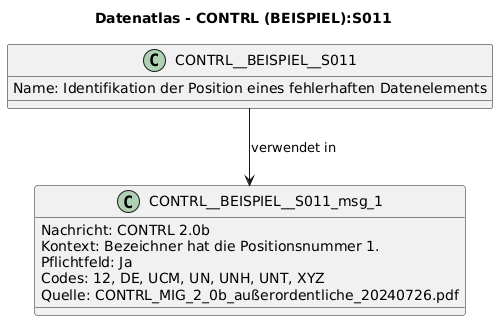 Datenatlas - CONTRL (BEISPIEL):S011
C CONTRL__BEISPIEL__S011
Name: Identifikation der Position eines fehlerhaften Datenelements
verwendet in
C CONTRL__BEISPIEL__S011_msg_1
Nachricht: CONTRL 2.0b
Kontext: Bezeichner hat die Positionsnummer 1.
Pflichtfeld: Ja
Codes: 12, DE, UCM, UN, UNH, UNT, XYZ
Quelle: CONTRL_MIG_2_0b_außerordentliche_20240726.pdf